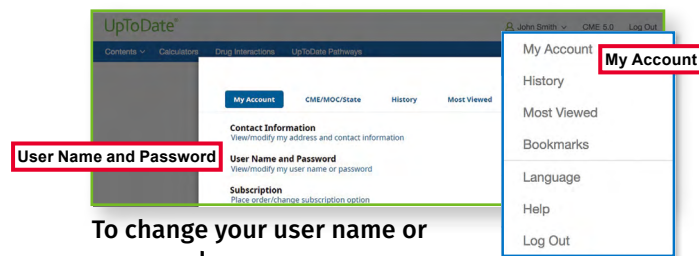 UpToDate®
John Smith CME 5.0 Log Out
Contents Calculators Drug Interactions UpToDate Pathways
My Account
My Account
History
Most Viewed
Bookmarks
Language
Help
Log Out
My Account CME/MOC/State History Most Viewed
Contact Information
View/modify my address and contact information
User Name and Password
User Name and Password
View/modify my user name or password
Subscription
Place order/change subscription option
To change your user name or